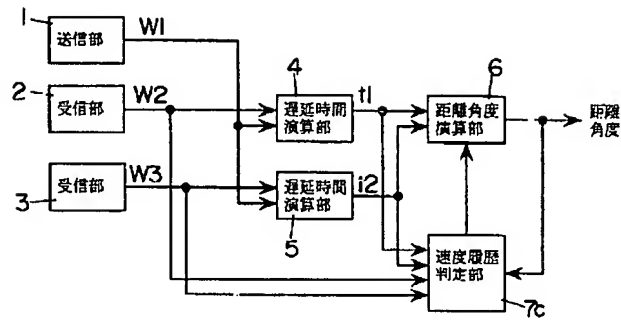 1
送信部
W1
2
受信部
W2
3
受信部
W3
4
遅延時間
演算部
t1
5
遅延時間
演算部
i2
6
距離角度
演算部
距離
角度
速度履歴
判定部
7c